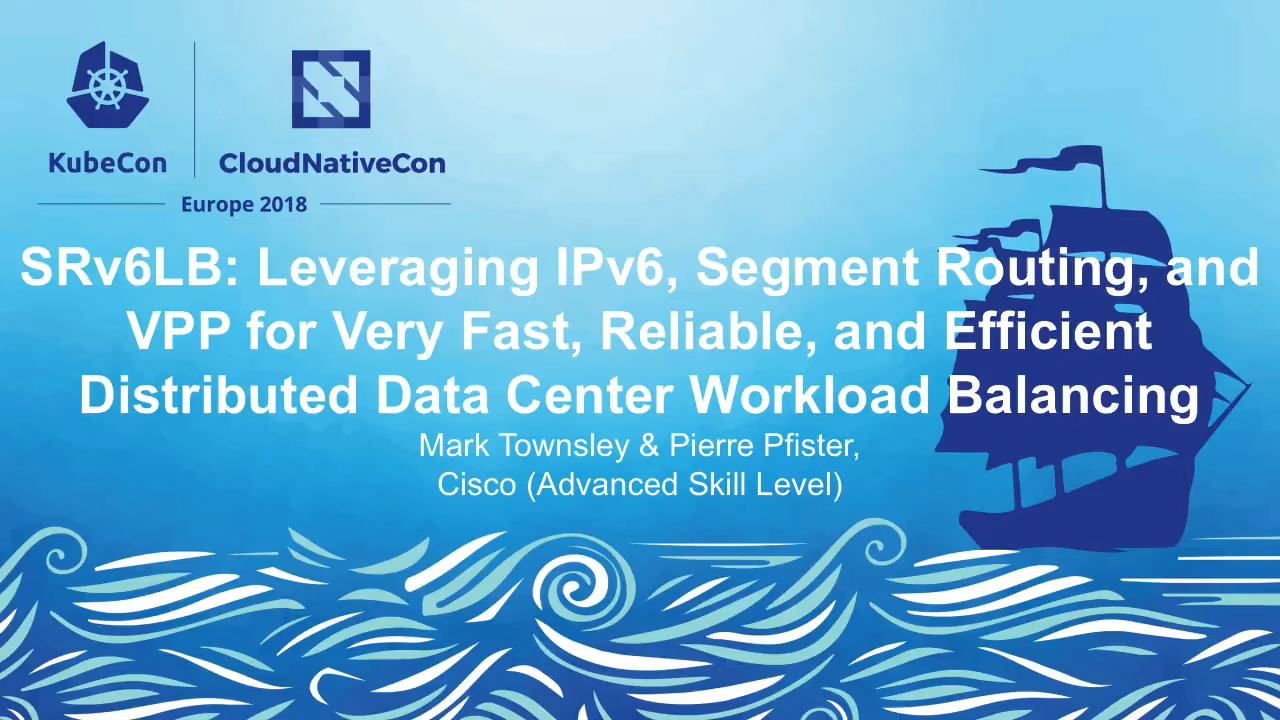 KubeCon
CloudNativeCon
Europe 2018
SRv6LB: Leveraging IPv6, Segment Routing, and
VPP for Very Fast, Reliable, and Efficient
Distributed Data Center Workload Balancing
Mark Townsley & Pierre Pfister,
Cisco (Advanced Skill Level)